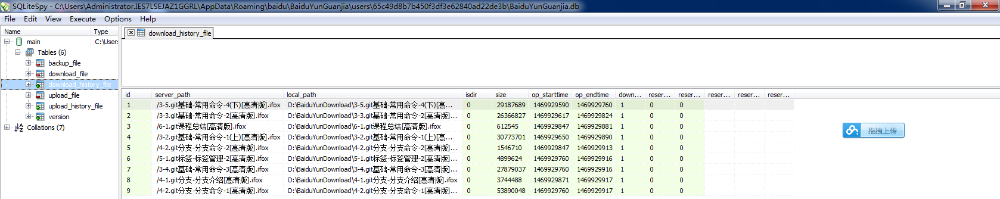 SQLiteSpy - C:\Users\Administrator.IES7LSEJAZ1GGRL\AppData\Roaming\baidu\BaiduYunGuanjia\users\65c49d8b7b450f3df3e62840ad22de3b\BaiduYunGuanjia.db
File Edit View Execute Options Help
Name Type
main C:\Users
Tables (6)
backup_file
download_file
download_history_file
upload_file
upload_history_file
version
Collations (7)
download_history_file
id server_path local_path isdir size op_starttime op_endtime down... reser... reser... reser... reser... reser...
1 /3-5.git基础-常用命令-4(下)[高清版].ifox D:\BaiduYunDownload\3-5.git基础-常用命令-4(下)[高... 0 29187689 1469929590 1469929760 1 0 0
2 /3-3.git基础-常用命令-2[高清版].ifox D:\BaiduYunDownload\3-3.git基础-常用命令-2[高清版]... 0 26366827 1469929617 1469929824 1 0 0
3 /6-1.git课程总结[高清版].ifox D:\BaiduYunDownload\6-1.git课程总结[高清版].ifox 0 612545 1469929847 1469929881 1 0 0
4 /3-2.git基础-常用命令-1(上)[高清版].ifox D:\BaiduYunDownload\3-2.git基础-常用命令-1(上)[高... 0 30773701 1469929650 1469929890 1 0 0
5 /4-2.git分支-分支命令-2[高清版].ifox D:\BaiduYunDownload\4-2.git分支-分支命令-2[高清版]... 0 1546710 1469929847 1469929913 1 0 0
6 /5-1.git标签-标签管理-2[高清版].ifox D:\BaiduYunDownload\5-1.git标签-标签管理-2[高清版]... 0 4899624 1469929760 1469929916 1 0 0
7 /3-4.git基础-常用命令-3[高清版].ifox D:\BaiduYunDownload\3-4.git基础-常用命令-3[高清版]... 0 27879037 1469929760 1469929916 1 0 0
8 /4-1.git分支-分支介绍[高清版].ifox D:\BaiduYunDownload\4-1.git分支-分支介绍[高清版].ifox 0 3744488 1469929871 1469929917 1 0 0
9 /4-2.git分支-分支命令-1[高清版].ifox D:\BaiduYunDownload\4-2.git分支-分支命令-1[高清版]... 0 53890048 1469929760 1469929917 1 0 0
拖拽上传